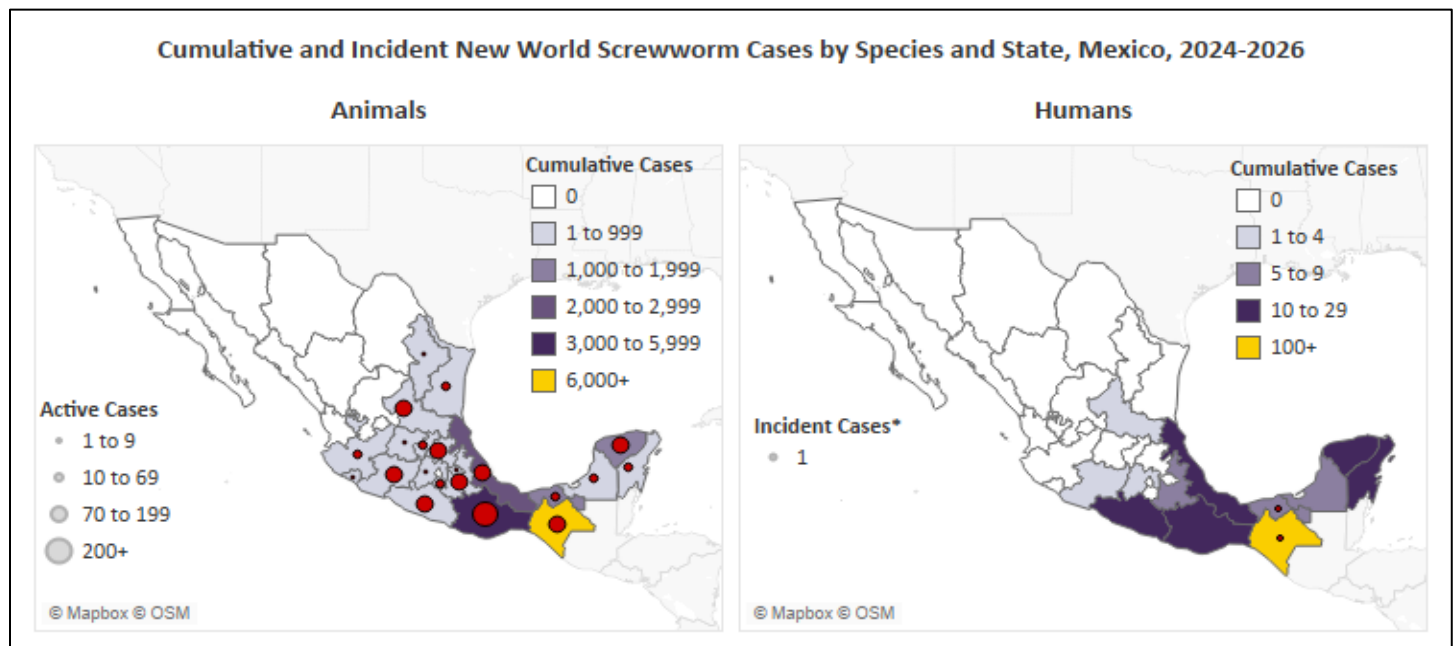 Cumulative and Incident New World Screwworm Cases by Species and State, Mexico, 2024-2026
Animals
Cumulative Cases
0
1 to 999
1,000 to 1,999
2,000 to 2,999
3,000 to 5,999
6,000+
Active Cases
1 to 9
10 to 69
70 to 199
200+
© Mapbox © OSM
Humans
Cumulative Cases
0
1 to 4
5 to 9
10 to 29
100+
Incident Cases*
1
© Mapbox © OSM